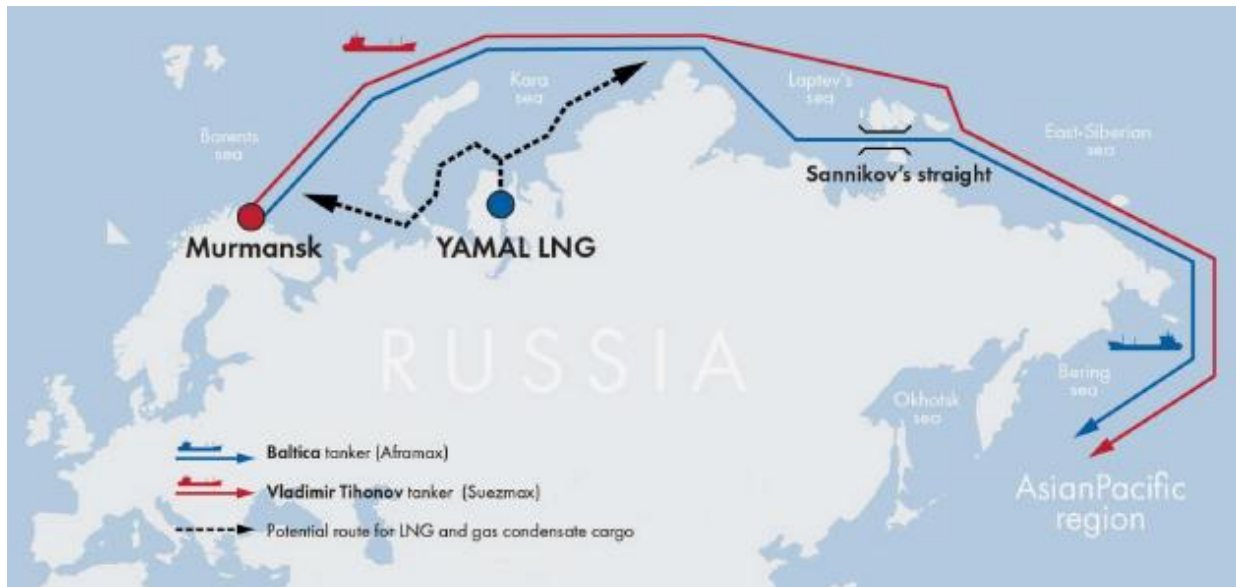 Kara
sea
Laptev's
sea
Barents
sea
East-Siberian
sea
Sannikov's straight
Murmansk
YAMAL LNG
RUSSIA
Bering
sea
Okhotsk
sea
Baltica tanker (Aframax)
Vladimir Tihonov tanker (Suezmax)
Potential route for LNG and gas condensate cargo
AsianPacific
region